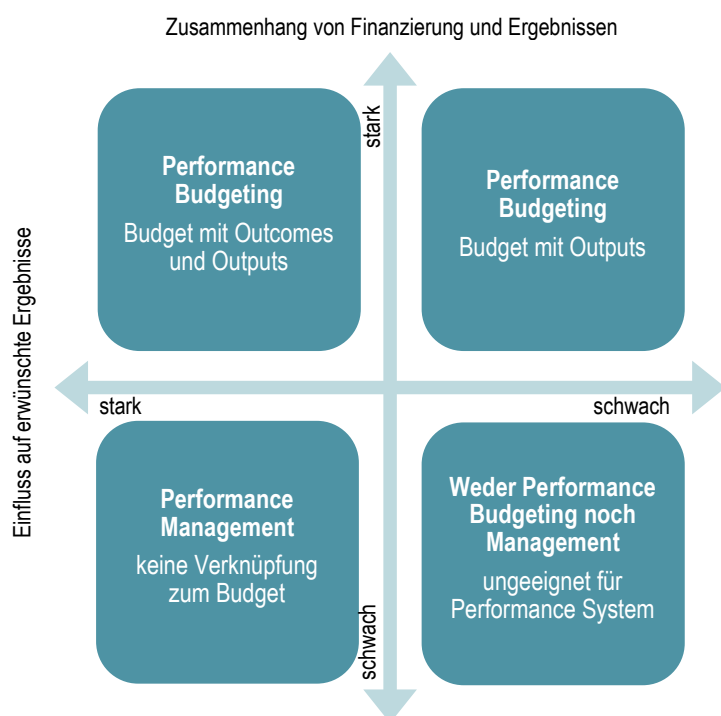 Zusammenhang von Finanzierung und Ergebnissen
stark
Performance
Budgeting
Budget mit Outcomes
und Outputs
Performance
Budgeting
Budget mit Outputs
Einfluss auf erwünschte Ergebnisse
stark
schwach
Performance
Management
keine Verknüpfung
zum Budget
Weder Performance
Budgeting noch
Management
ungeeignet für
Performance System
schwach